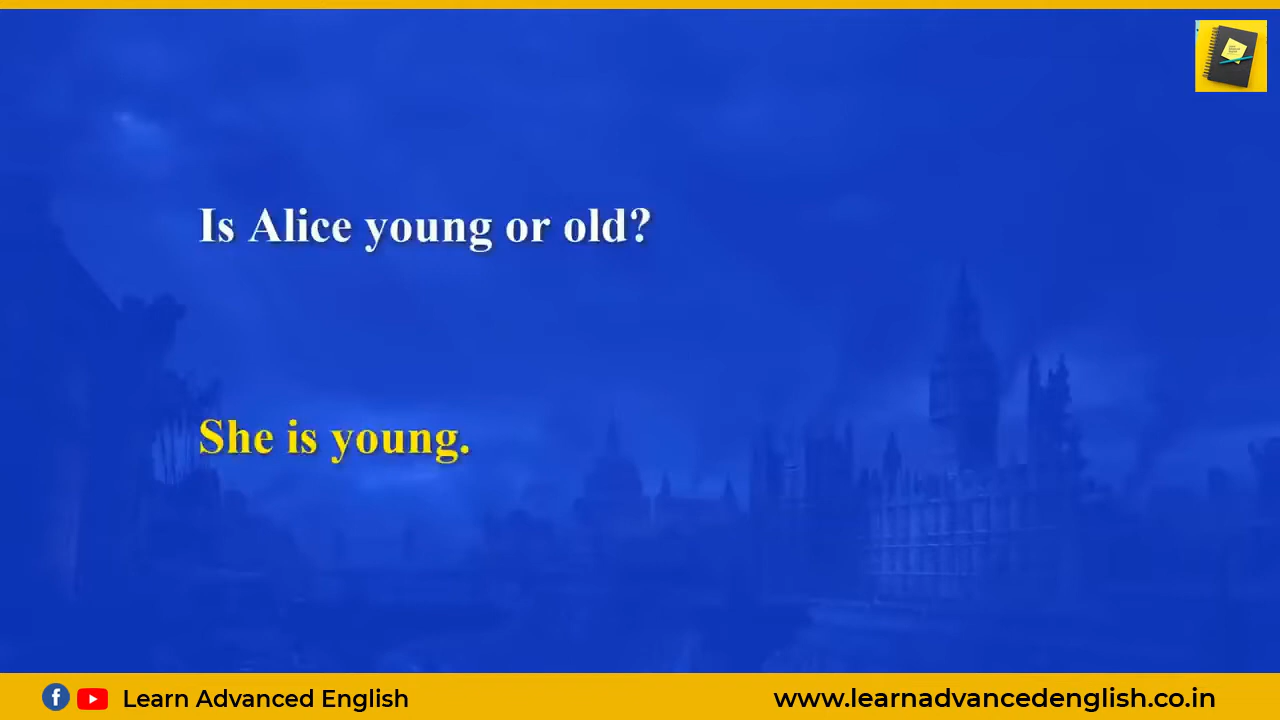 Is Alice young or old?
She is young.
Learn Advanced English
www.learnadvancedenglish.co.in